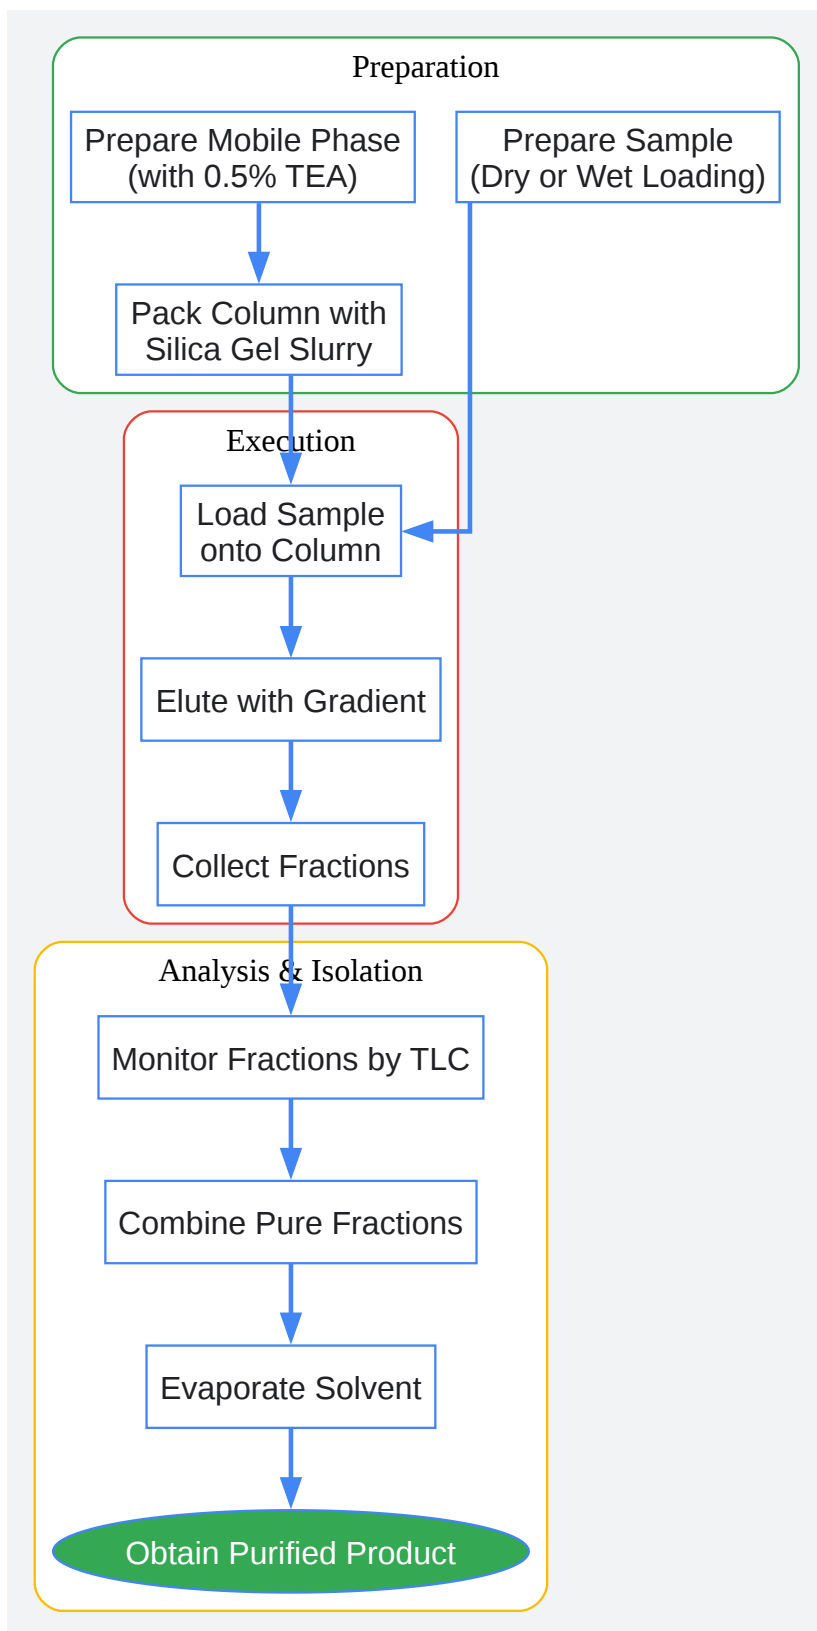 Preparation
Prepare Mobile Phase
(with 0.5% TEA)
Prepare Sample
(Dry or Wet Loading)
Pack Column with
Silica Gel Slurry
Execution
Load Sample
onto Column
Elute with Gradient
Collect Fractions
Analysis & Isolation
Monitor Fractions by TLC
Combine Pure Fractions
Evaporate Solvent
Obtain Purified Product